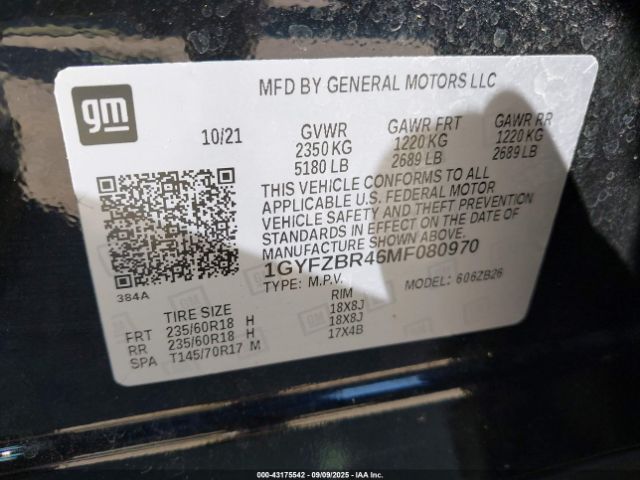 gm
MFD BY GENERAL MOTORS LLC
10/21 GVWR GAWR FRT GAWR RR
2350 KG 1220 KG 1220 KG
5180 LB 2689 LB 2689 LB
THIS VEHICLE CONFORMS TO ALL
APPLICABLE U.S. FEDERAL MOTOR
VEHICLE SAFETY AND THEFT PREVENTION
STANDARDS IN EFFECT ON THE DATE OF
MANUFACTURE SHOWN ABOVE.
1GYFZBR46MF080970
TYPE: M.P.V. MODEL: 606ZB26
384A
TIRE SIZE RIM
FRT 235/60R18 H 18X8J
RR 235/60R18 H 18X8J
SPA T145/70R17 M 17X4B
000-43175542 - 09/09/2025 - IAA Inc.